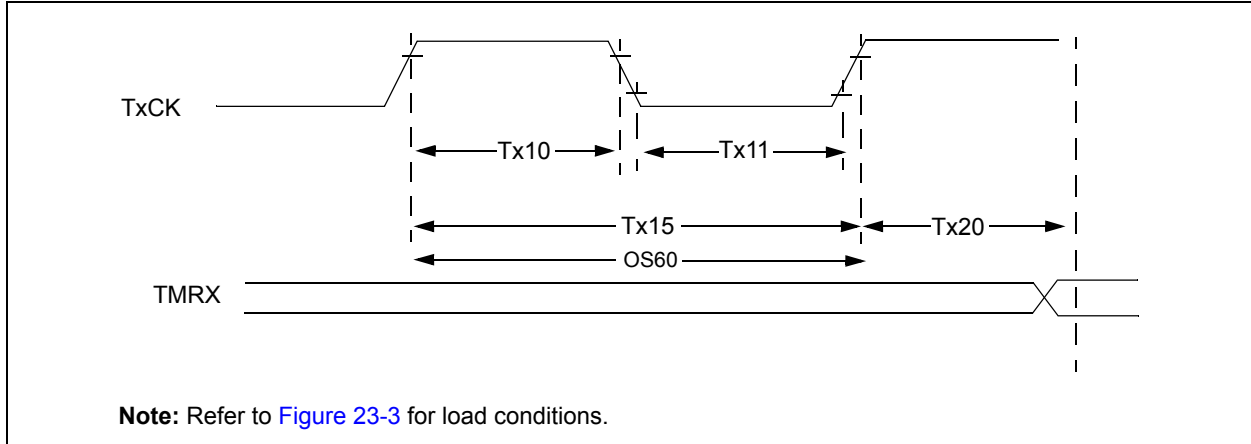 TxCK
Tx10
Tx11
Tx15
Tx20
OS60
TMRX
Note: Refer to Figure 23-3 for load conditions.